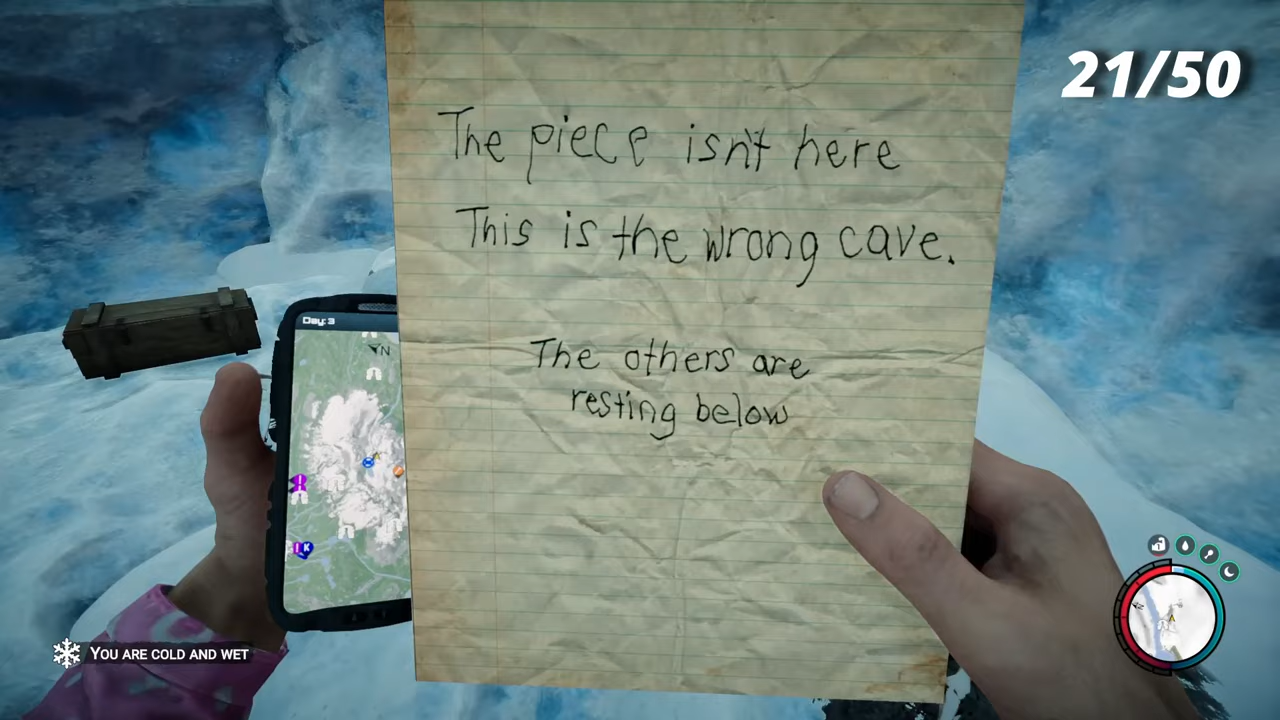 21/50
The piece isn't here
This is the wrong cave.
The others are
resting below
Day: 3
N
K
YOU ARE COLD AND WET